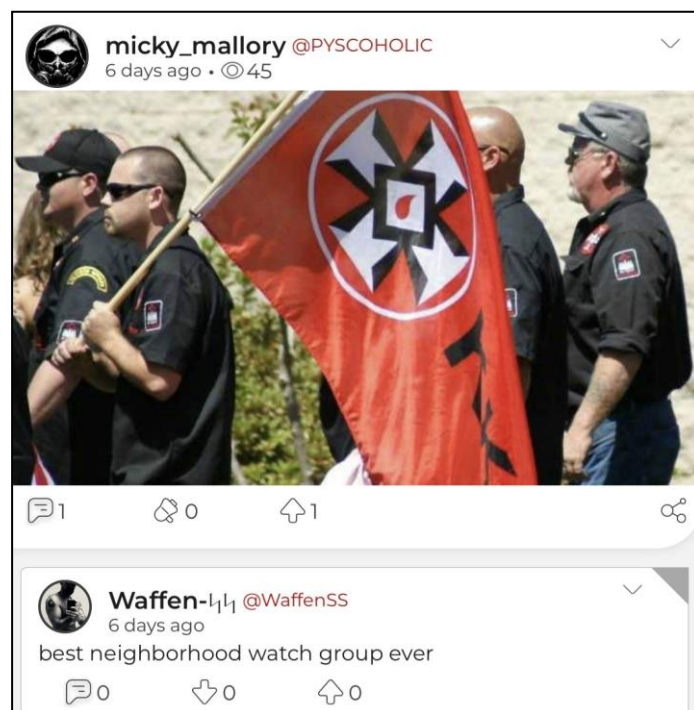 micky_mallory @PYSCOHOLIC
6 days ago • 45
1 0 1
Waffen-ᛋᛋ @WaffenSS
6 days ago
best neighborhood watch group ever
0 0 0